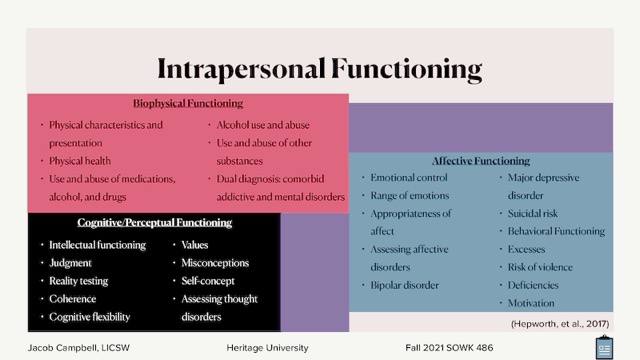 Intrapersonal Functioning
Biophysical Functioning
• Physical characteristics and
presentation
• Physical health
• Use and abuse of medications,
alcohol, and drugs
• Alcohol use and abuse
• Use and abuse of other
substances
• Dual diagnosis: comorbid
addictive and mental disorders
Cognitive/Perceptual Functioning
• Intellectual functioning
• Judgment
• Reality testing
• Coherence
• Cognitive flexibility
• Values
• Misconceptions
• Self-concept
• Assessing thought
disorders
Affective Functioning
• Emotional control
• Range of emotions
• Appropriateness of
affect
• Assessing affective
disorders
• Bipolar disorder
• Major depressive
disorder
• Suicidal risk
• Behavioral Functioning
• Excesses
• Risk of violence
• Deficiencies
• Motivation
(Hepworth, et al., 2017)
Jacob Campbell, LICSW
Heritage University
Fall 2021 SOWK 486